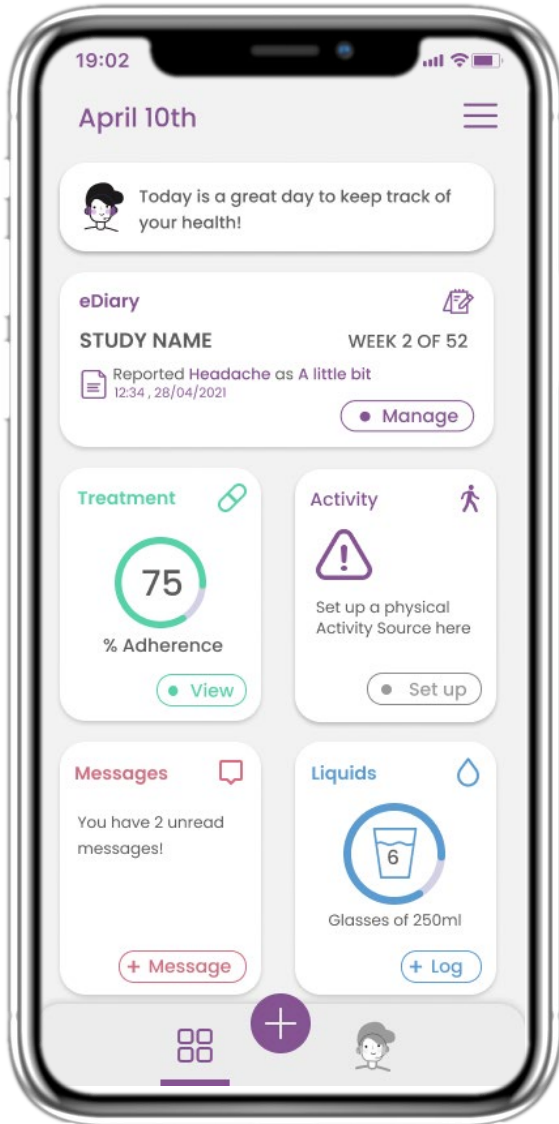 19:02
April 10th
Today is a great day to keep track of
your health!
eDiary
STUDY NAME
WEEK 2 OF 52
Reported Headache as A little bit
12:34 , 28/04/2021
Manage
Treatment
75
% Adherence
View
Activity
Set up a physical
Activity Source here
Set up
Messages
You have 2 unread
messages!
+ Message
Liquids
6
Glasses of 250ml
+ Log